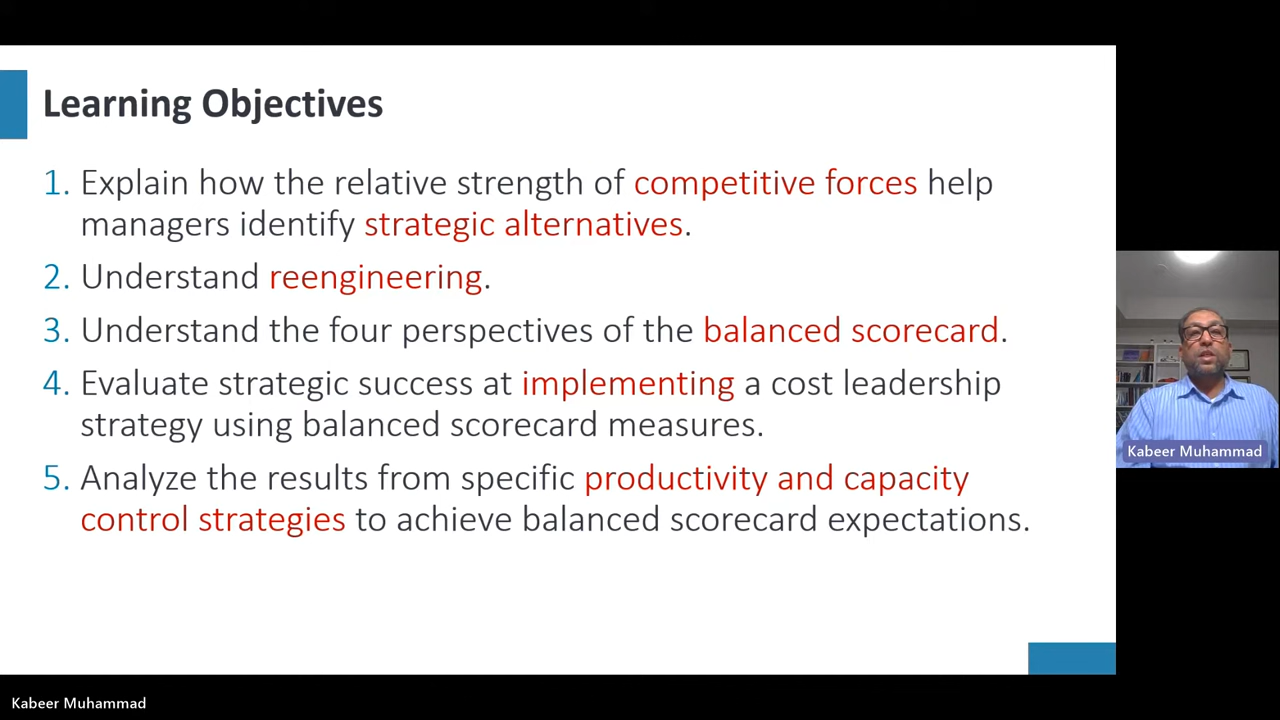 Learning Objectives
1. Explain how the relative strength of competitive forces help
managers identify strategic alternatives.
2. Understand reengineering.
3. Understand the four perspectives of the balanced scorecard.
4. Evaluate strategic success at implementing a cost leadership
strategy using balanced scorecard measures.
5. Analyze the results from specific productivity and capacity
control strategies to achieve balanced scorecard expectations.
Kabeer Muhammad
Kabeer Muhammad